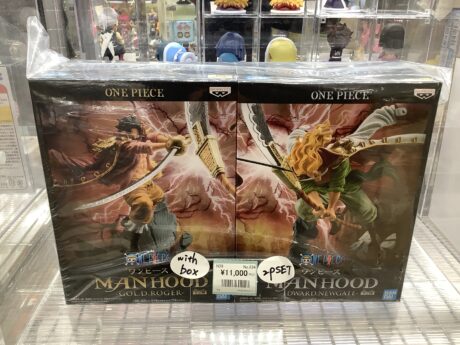 ONE PIECE
ONE PIECE
ワンピース
MANHOOD
-GOL.D.ROGER-
with
box
¥11,000
2pSET
ワンピース
MANHOOD
DWARD.NEWGATE-